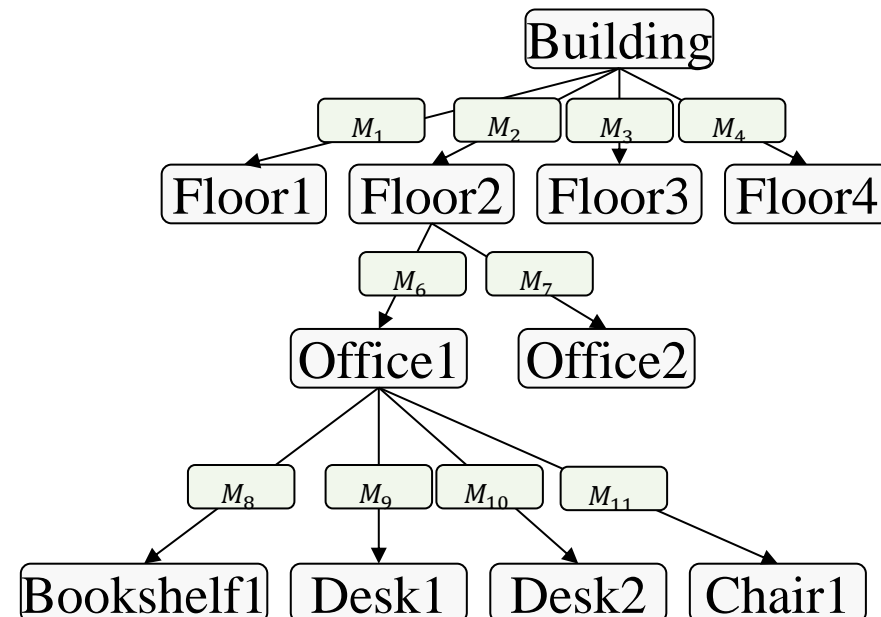 Building
M₁ M₂ M₃ M₄
Floor1 Floor2 Floor3 Floor4
M₆ M₇
Office1 Office2
M₈ M₉ M₁₀ M₁₁
Bookshelf1 Desk1 Desk2 Chair1